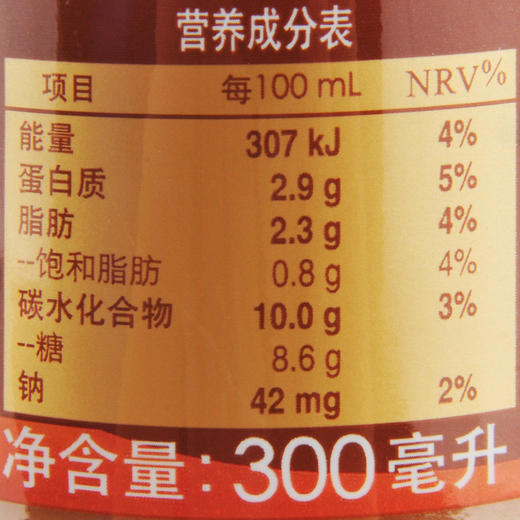 营养成分表
项目 每100 mL NRV%
能量 307 kJ 4%
蛋白质 2.9 g 5%
脂肪 2.3 g 4%
--饱和脂肪 0.8 g 4%
碳水化合物 10.0 g 3%
--糖 8.6 g
钠 42 mg 2%
净含量：300毫升